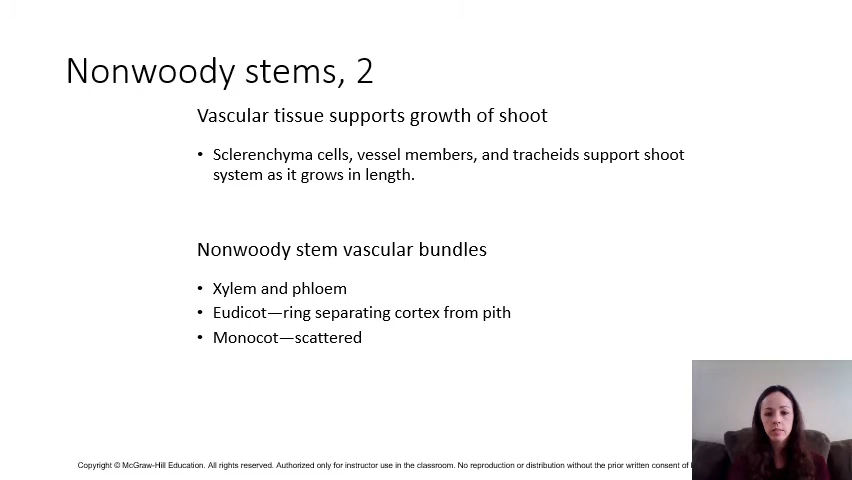 Nonwoody stems, 2
Vascular tissue supports growth of shoot
• Sclerenchyma cells, vessel members, and tracheids support shoot
system as it grows in length.
Nonwoody stem vascular bundles
• Xylem and phloem
• Eudicot—ring separating cortex from pith
• Monocot—scattered
Copyright © McGraw-Hill Education. All rights reserved. Authorized only for instructor use in the classroom. No reproduction or distribution without the prior written consent of